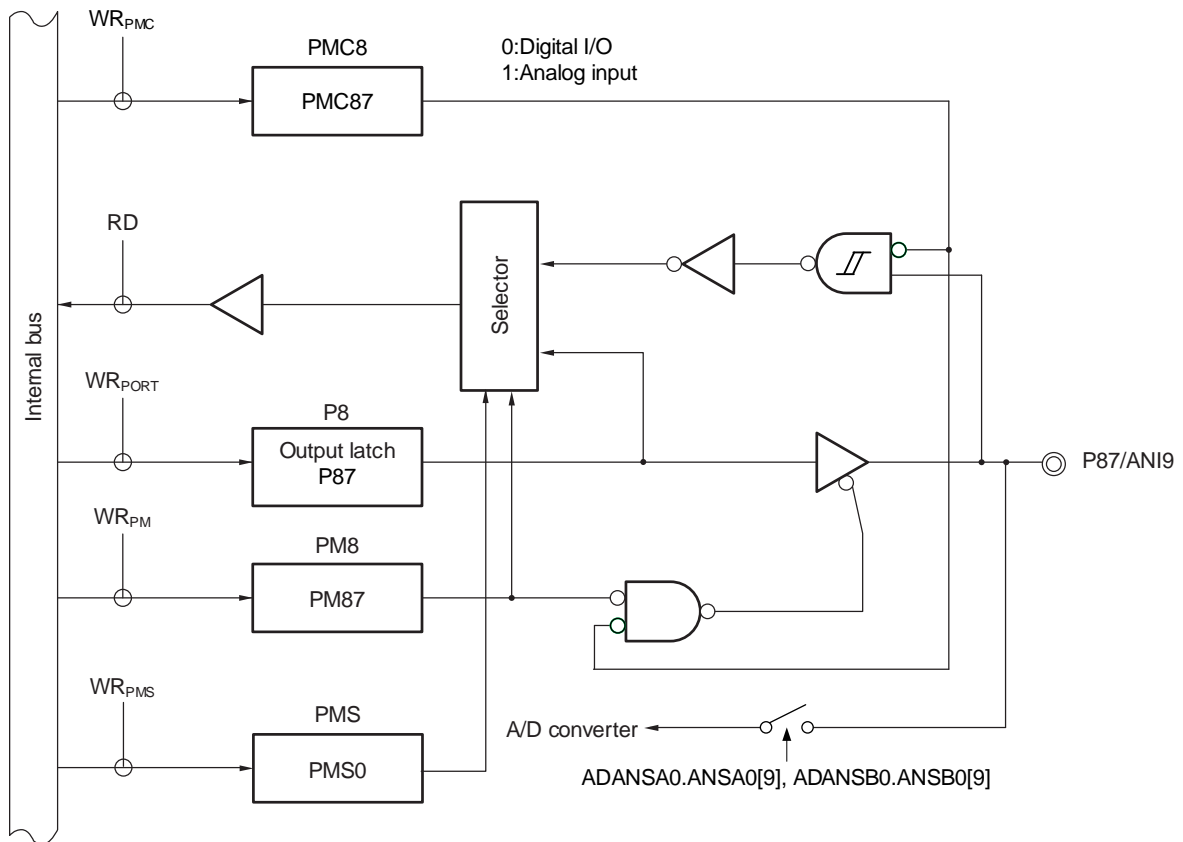 WRPMC
PMC8
PMC87
0:Digital I/O
1:Analog input
RD
Selector
Internal bus
WRPORT
P8
Output latch
P87
P87/ANI9
WRPM
PM8
PM87
WRPMS
PMS
PMS0
A/D converter
ADANSA0.ANSA0[9], ADANSB0.ANSB0[9]